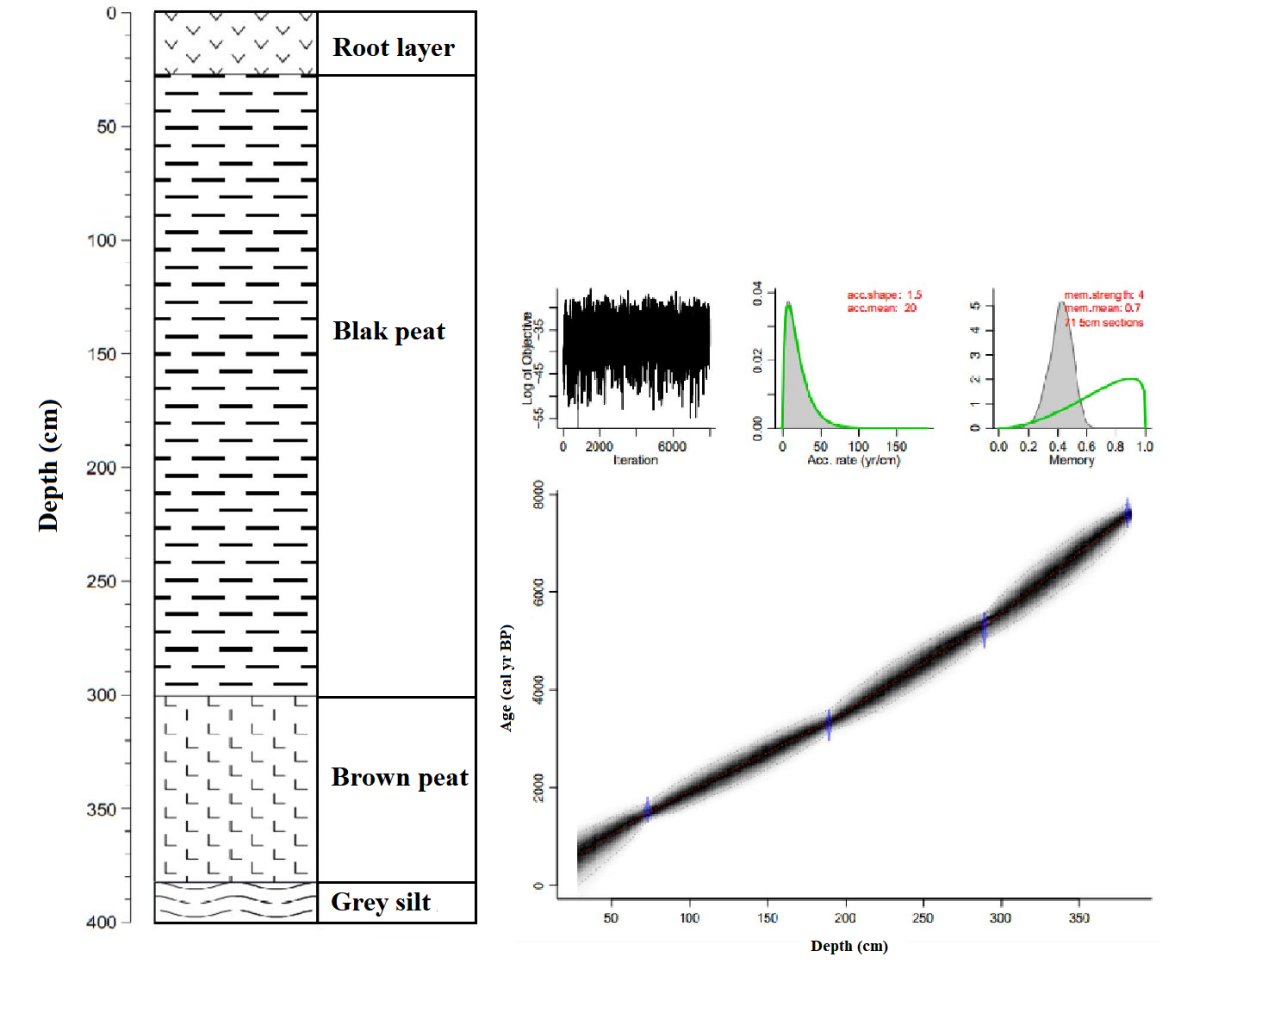 0
50
100
150
200
250
300
350
400
Depth (cm)
Root layer
Blak peat
Brown peat
Grey silt
Log of Objective
-35
-45
-55
0 2000 6000
Iteration
0.04
0.02
0.00
acc.shape: 1.5
acc.mean: 20
0 50 100 150
Acc. rate (yr/cm)
5
4
3
2
1
0
mem.strength: 4
mem.mean: 0.7
71 5cm sections
0.0 0.2 0.4 0.6 0.8 1.0
Memory
Age (cal yr BP)
8000
6000
4000
2000
0
50 100 150 200 250 300 350
Depth (cm)